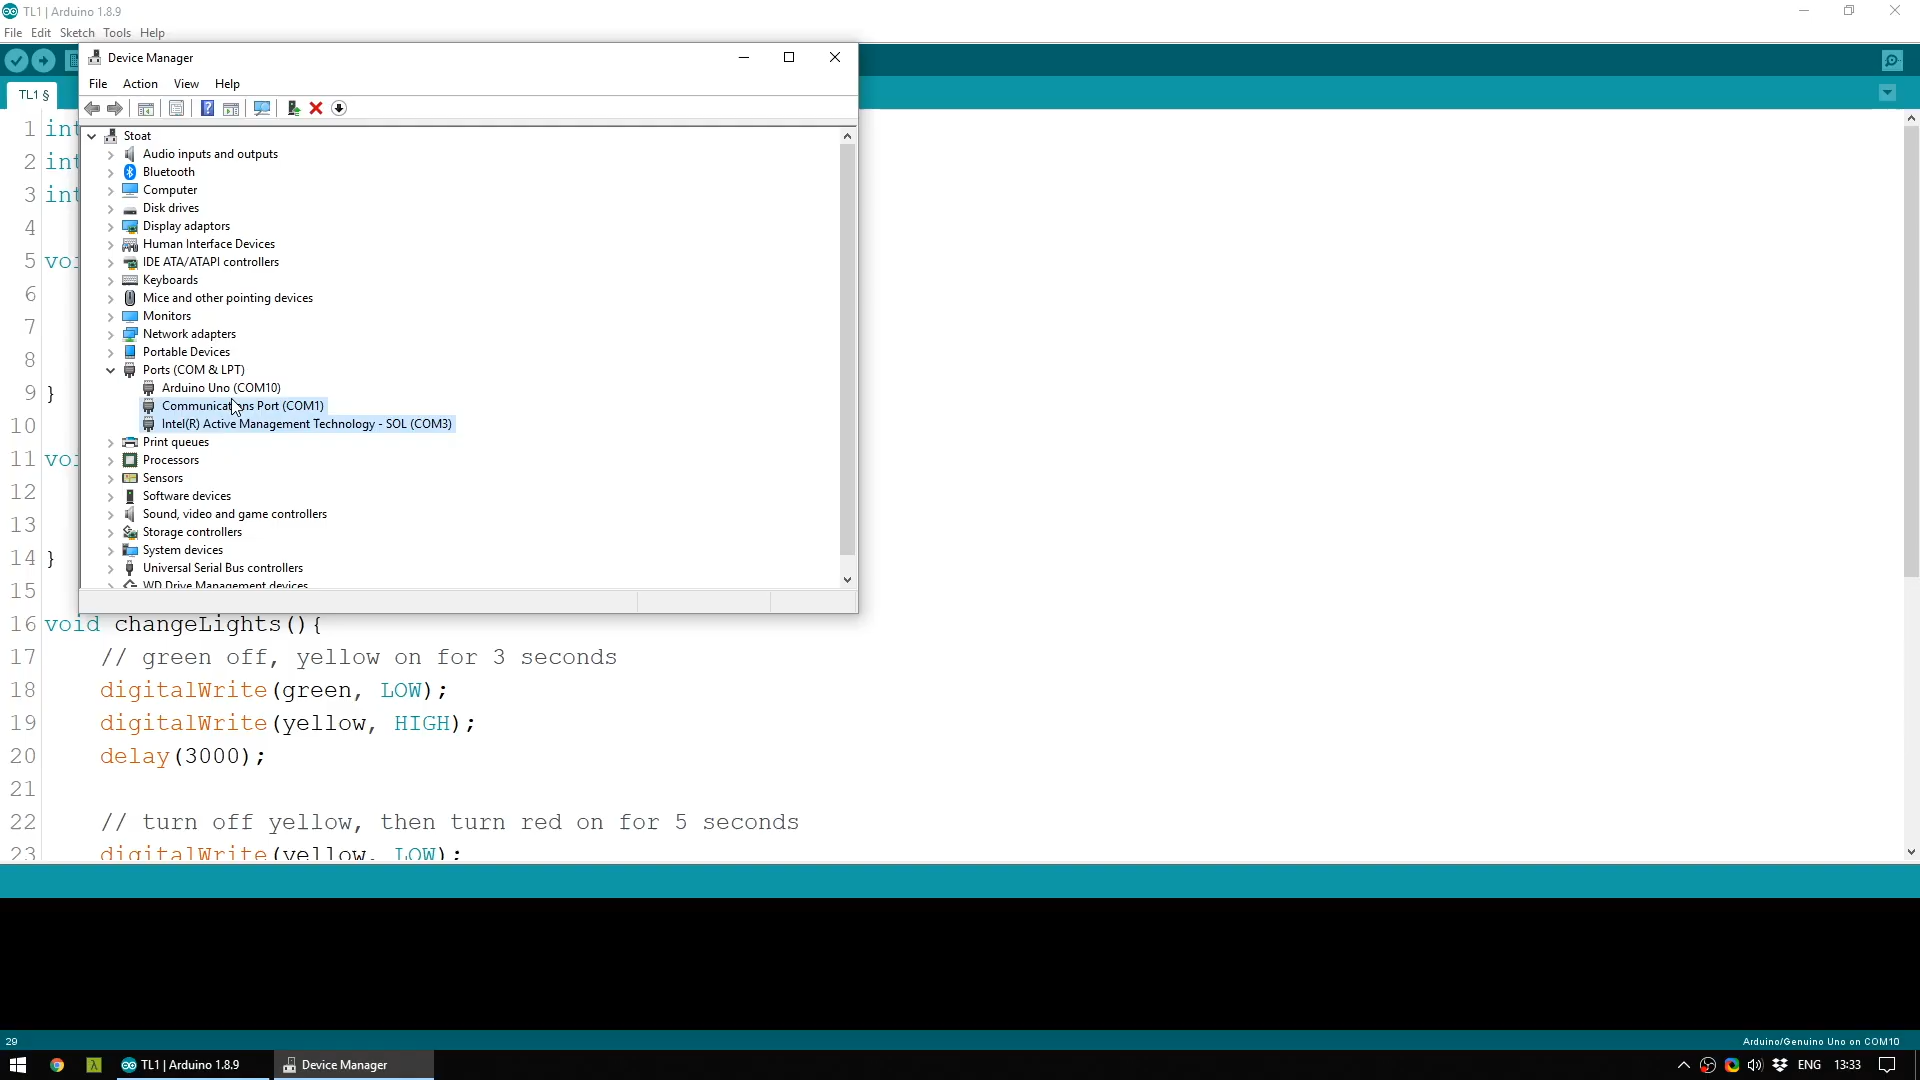 TL1 | Arduino 1.8.9
File Edit Sketch Tools Help
Device Manager
File Action View Help
TL1 §
Stoat
Audio inputs and outputs
Bluetooth
Computer
Disk drives
Display adaptors
Human Interface Devices
IDE ATA/ATAPI controllers
Keyboards
Mice and other pointing devices
Monitors
Network adapters
Portable Devices
Ports (COM & LPT)
Arduino Uno (COM10)
Communications Port (COM1)
Intel(R) Active Management Technology - SOL (COM3)
Print queues
Processors
Sensors
Software devices
Sound, video and game controllers
Storage controllers
System devices
Universal Serial Bus controllers
WD Drive Management devices
1 int
2 int
3 int
4
5 voi
6
7
8
9 }
10
11 voi
12
13
14 }
15
16 void changeLights(){
17 // green off, yellow on for 3 seconds
18 digitalWrite(green, LOW);
19 digitalWrite(yellow, HIGH);
20 delay(3000);
21
22 // turn off yellow, then turn red on for 5 seconds
23 digitalWrite(yellow, LOW);
29
Arduino/Genuino Uno on COM10
TL1 | Arduino 1.8.9
Device Manager
ENG
13:33